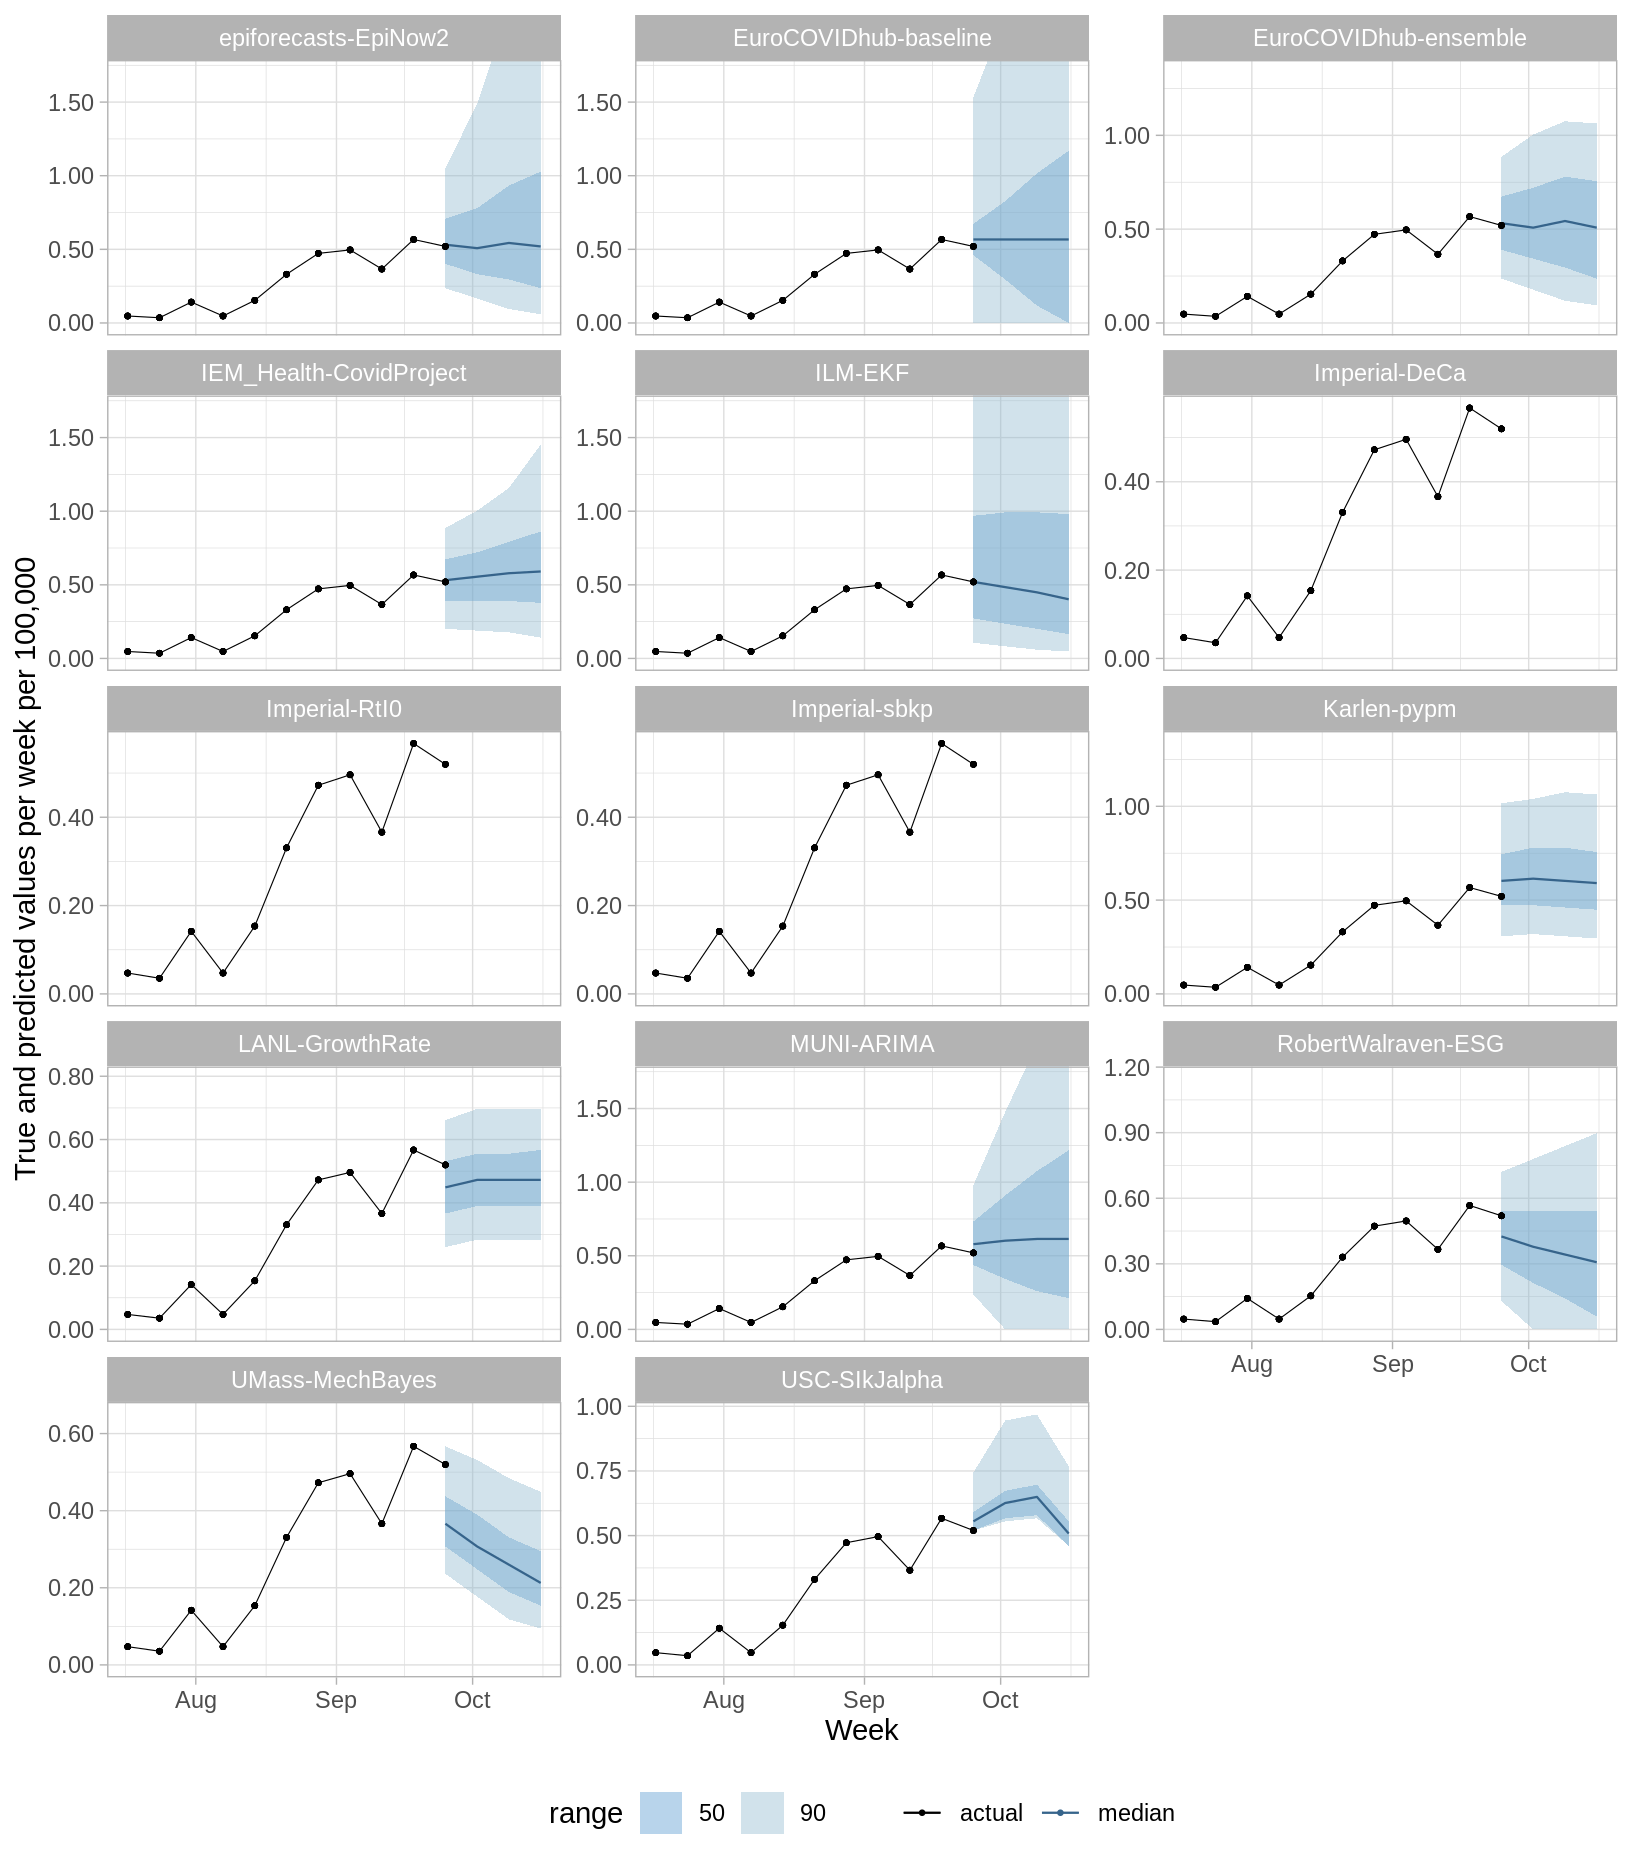 True and predicted values per week per 100,000
epiforecasts-EpiNow2
1.50
1.00
0.50
0.00
EuroCOVIDhub-baseline
1.50
1.00
0.50
0.00
EuroCOVIDhub-ensemble
1.00
0.50
0.00
IEM_Health-CovidProject
1.50
1.00
0.50
0.00
ILM-EKF
1.50
1.00
0.50
0.00
Imperial-DeCa
0.40
0.20
0.00
Imperial-RtI0
0.40
0.20
0.00
Imperial-sbkp
0.40
0.20
0.00
Karlen-pypm
1.00
0.50
0.00
LANL-GrowthRate
0.80
0.60
0.40
0.20
0.00
MUNI-ARIMA
1.50
1.00
0.50
0.00
RobertWalraven-ESG
1.20
0.90
0.60
0.30
0.00
Aug Sep Oct
UMass-MechBayes
0.60
0.40
0.20
0.00
Aug Sep Oct
USC-SIkJalpha
1.00
0.75
0.50
0.25
0.00
Aug Sep Oct
Week
range 50 90 actual median